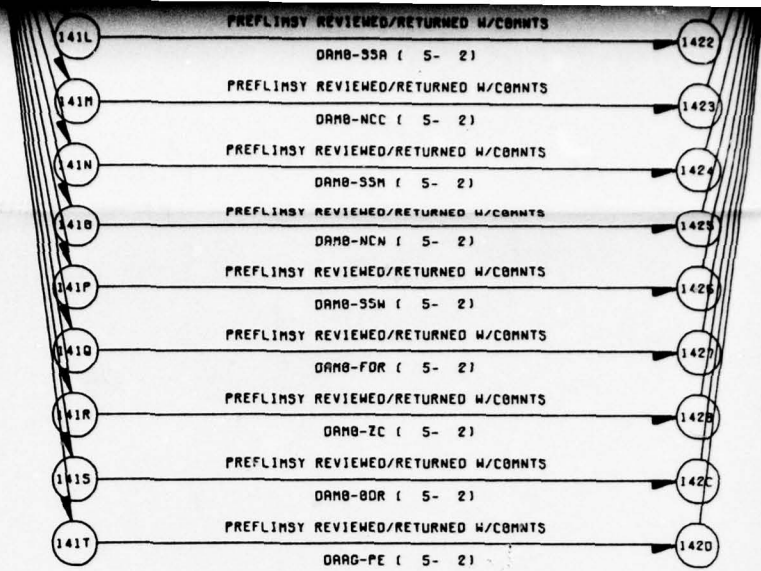 PREFLIMSY REVIEWED/RETURNED W/COMNTS
141L 1422
DAMO-SSA ( 5- 2)
PREFLIMSY REVIEWED/RETURNED W/COMNTS
141M 1423
DAMO-NCC ( 5- 2)
PREFLIMSY REVIEWED/RETURNED W/COMNTS
141N 1424
DAMO-SSM ( 5- 2)
PREFLIMSY REVIEWED/RETURNED W/COMNTS
141O 1425
DAMO-NCN ( 5- 2)
PREFLIMSY REVIEWED/RETURNED W/COMNTS
141P 1426
DAMO-SSW ( 5- 2)
PREFLIMSY REVIEWED/RETURNED W/COMNTS
141Q 1427
DAMO-FDR ( 5- 2)
PREFLIMSY REVIEWED/RETURNED W/COMNTS
141R 142B
DAMO-ZC ( 5- 2)
PREFLIMSY REVIEWED/RETURNED W/COMNTS
141S 142C
DAMO-ODR ( 5- 2)
PREFLIMSY REVIEWED/RETURNED W/COMNTS
141T 142D
DAAG-PE ( 5- 2)